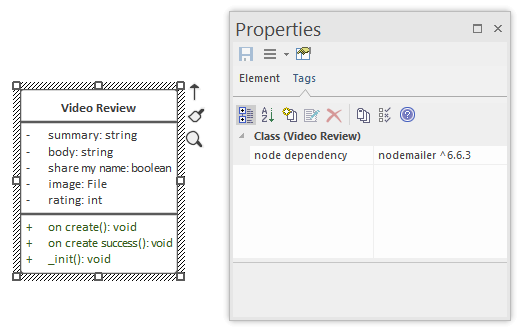 Video Review
- summary: string
- body: string
- share my name: boolean
- image: File
- rating: int
+ on create(): void
+ on create success(): void
+ _init(): void
Properties
Element Tags
Class (Video Review)
node dependency nodemailer ^6.6.3